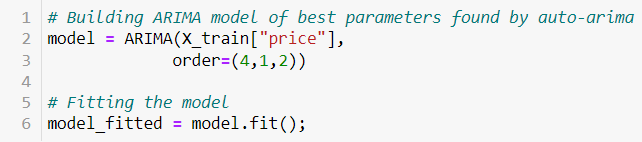 1 # Building ARIMA model of best parameters found by auto-arima
2 model = ARIMA(X_train["price"],
3 order=(4,1,2))
4
5 # Fitting the model
6 model_fitted = model.fit();